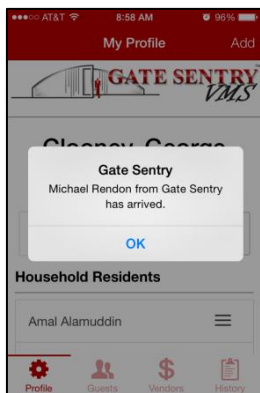 AT&T 8:58 AM 96%
My Profile Add
GATE SENTRY
VMS
Clooney, George
Gate Sentry
Michael Rendon from Gate Sentry
has arrived.
OK
Household Residents
Amal Alamuddin
Profile Guests Vendors History